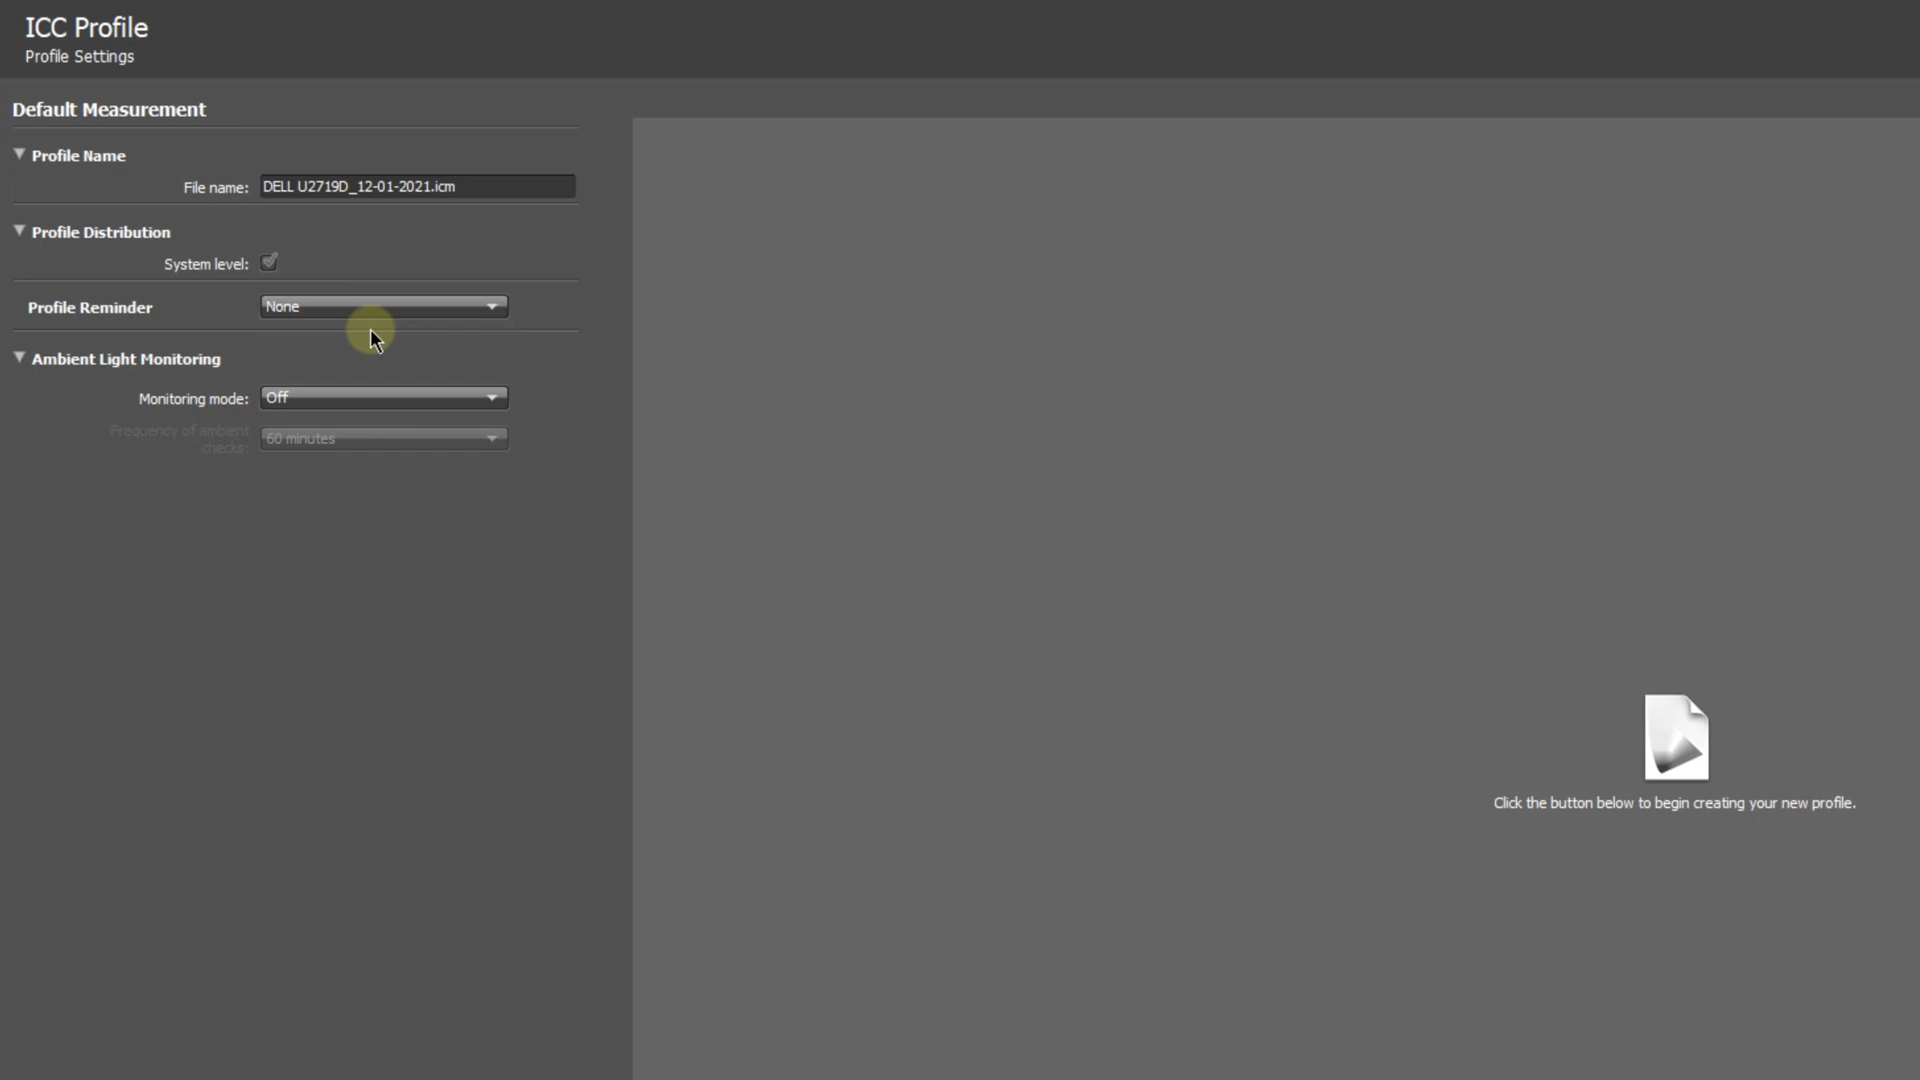 ICC Profile
Profile Settings
Default Measurement
Profile Name
File name: DELL U2719D_12-01-2021.icm
Profile Distribution
System level:
Profile Reminder None
Ambient Light Monitoring
Monitoring mode: Off
Frequency of ambient
checks: 60 minutes
Click the button below to begin creating your new profile.